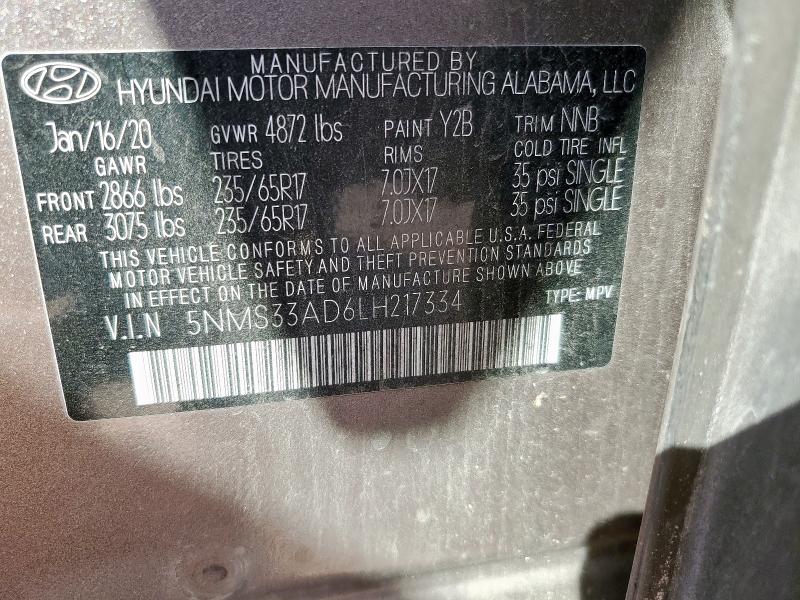 MANUFACTURED BY
HYUNDAI MOTOR MANUFACTURING ALABAMA, LLC
Jan/16/20 GVWR 4872 lbs PAINT Y2B TRIM NNB
GAWR TIRES RIMS COLD TIRE INFL
FRONT 2866 lbs 235/65R17 7.0JX17 35 psi SINGLE
REAR 3075 lbs 235/65R17 7.0JX17 35 psi SINGLE
THIS VEHICLE CONFORMS TO ALL APPLICABLE U.S.A. FEDERAL
MOTOR VEHICLE SAFETY AND THEFT PREVENTION STANDARDS
IN EFFECT ON THE DATE OF MANUFACTURE SHOWN ABOVE
V.I.N 5NMS33AD6LH217334 TYPE: MPV